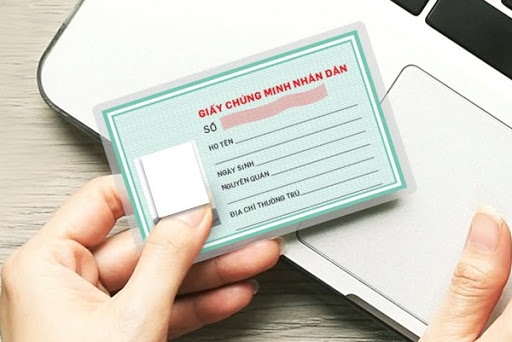 GIẤY CHỨNG MINH NHÂN DÂN
SỐ
HỌ TÊN
NGÀY SINH
NGUYÊN QUÁN
ĐỊA CHỈ THƯỜNG TRÚ